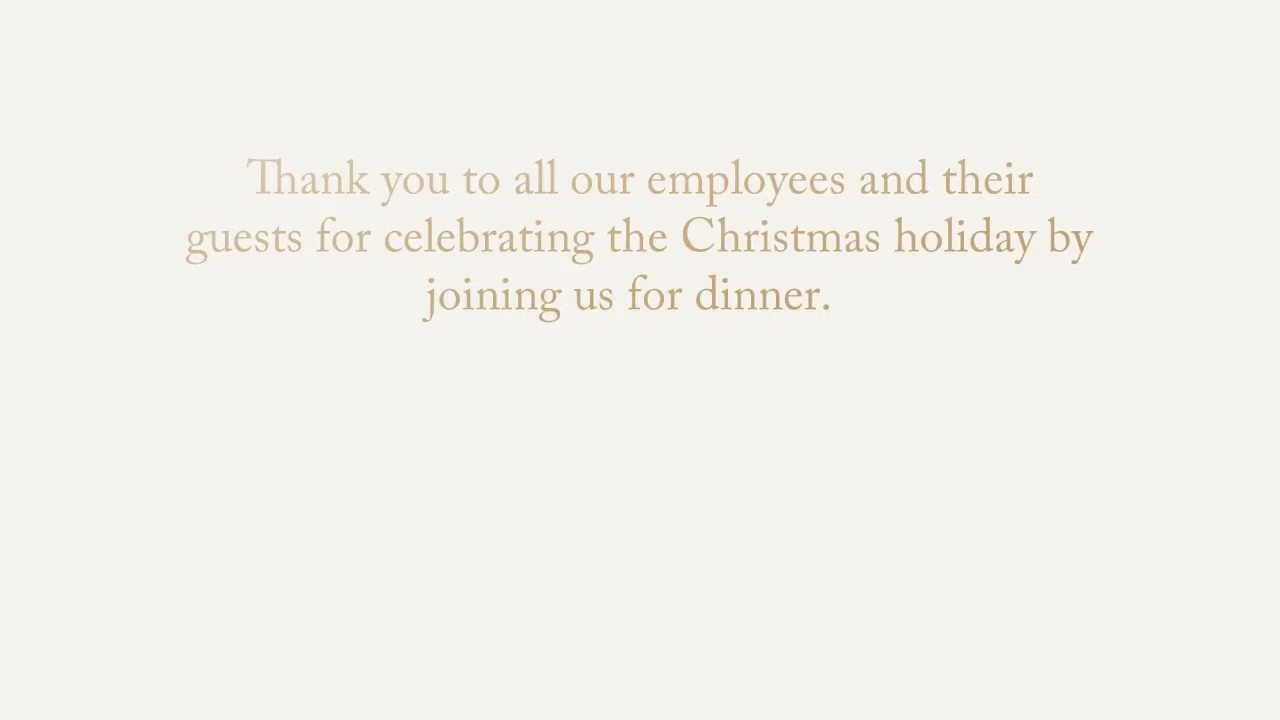 Thank you to all our employees and their
guests for celebrating the Christmas holiday by
joining us for dinner.